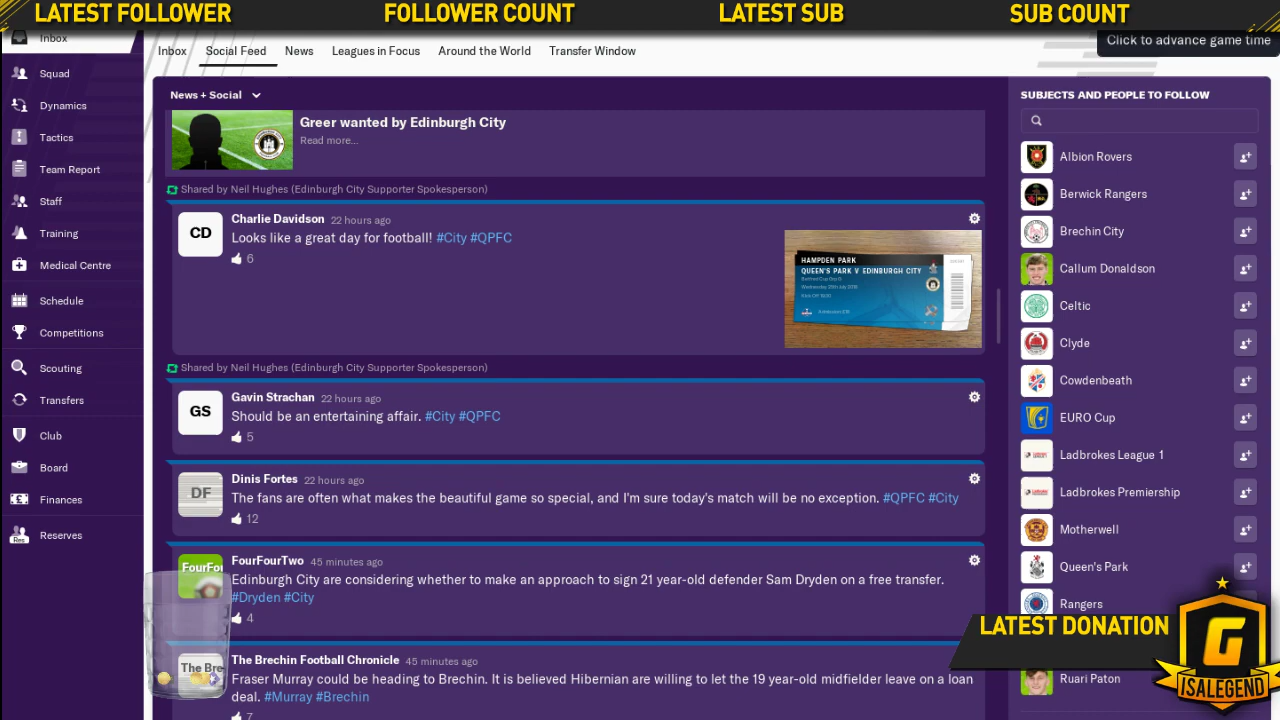 LATEST FOLLOWER
FOLLOWER COUNT
LATEST SUB
SUB COUNT
Inbox
Click to advance game time
Inbox
Social Feed
News
Leagues in Focus
Around the World
Transfer Window
Squad
Dynamics
Tactics
Team Report
Staff
Training
Medical Centre
Schedule
Competitions
Scouting
Transfers
Club
Board
Finances
Res
Reserves
News + Social
Greer wanted by Edinburgh City
Read more...
Shared by Neil Hughes (Edinburgh City Supporter Spokesperson)
CD
Charlie Davidson 22 hours ago
Looks like a great day for football! #City #QPFC
6
HAMPDEN PARK
QUEEN'S PARK V EDINBURGH CITY
Shared by Neil Hughes (Edinburgh City Supporter Spokesperson)
GS
Gavin Strachan 22 hours ago
Should be an entertaining affair. #City #QPFC
5
DF
Dinis Fortes 22 hours ago
The fans are often what makes the beautiful game so special, and I'm sure today's match will be no exception. #QPFC #City
12
FourFou
FourFourTwo 45 minutes ago
Edinburgh City are considering whether to make an approach to sign 21 year-old defender Sam Dryden on a free transfer.
#Dryden #City
4
The Bre
The Brechin Football Chronicle 45 minutes ago
Fraser Murray could be heading to Brechin. It is believed Hibernian are willing to let the 19 year-old midfielder leave on a loan
deal. #Murray #Brechin
7
SUBJECTS AND PEOPLE TO FOLLOW
Albion Rovers
Berwick Rangers
Brechin City
Callum Donaldson
Celtic
Clyde
Cowdenbeath
EURO Cup
Ladbrokes League 1
Ladbrokes Premiership
Motherwell
Queen's Park
Rangers
LATEST DONATION
Ruari Paton
G
ISALEGEND